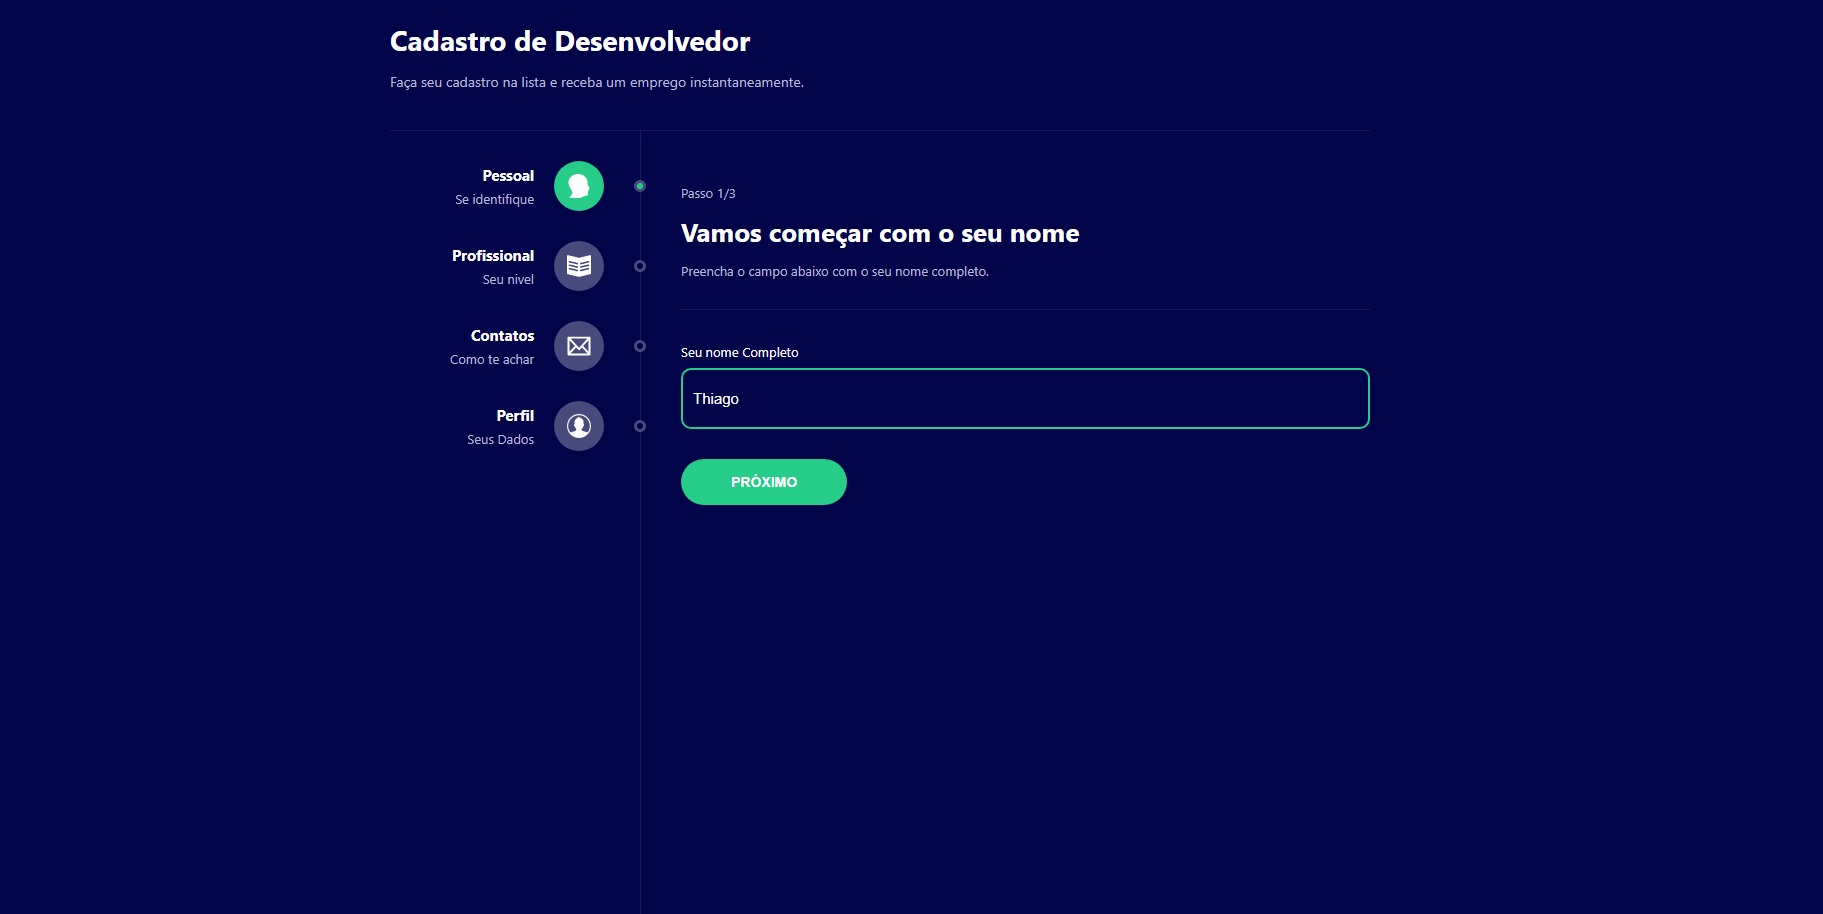 Cadastro de Desenvolvedor
Faça seu cadastro na lista e receba um emprego instantaneamente.
Pessoal
Se identifique
Profissional
Seu nivel
Contatos
Como te achar
Perfil
Seus Dados
Passo 1/3
Vamos começar com o seu nome
Preencha o campo abaixo com o seu nome completo.
Seu nome Completo
Thiago
PRÓXIMO